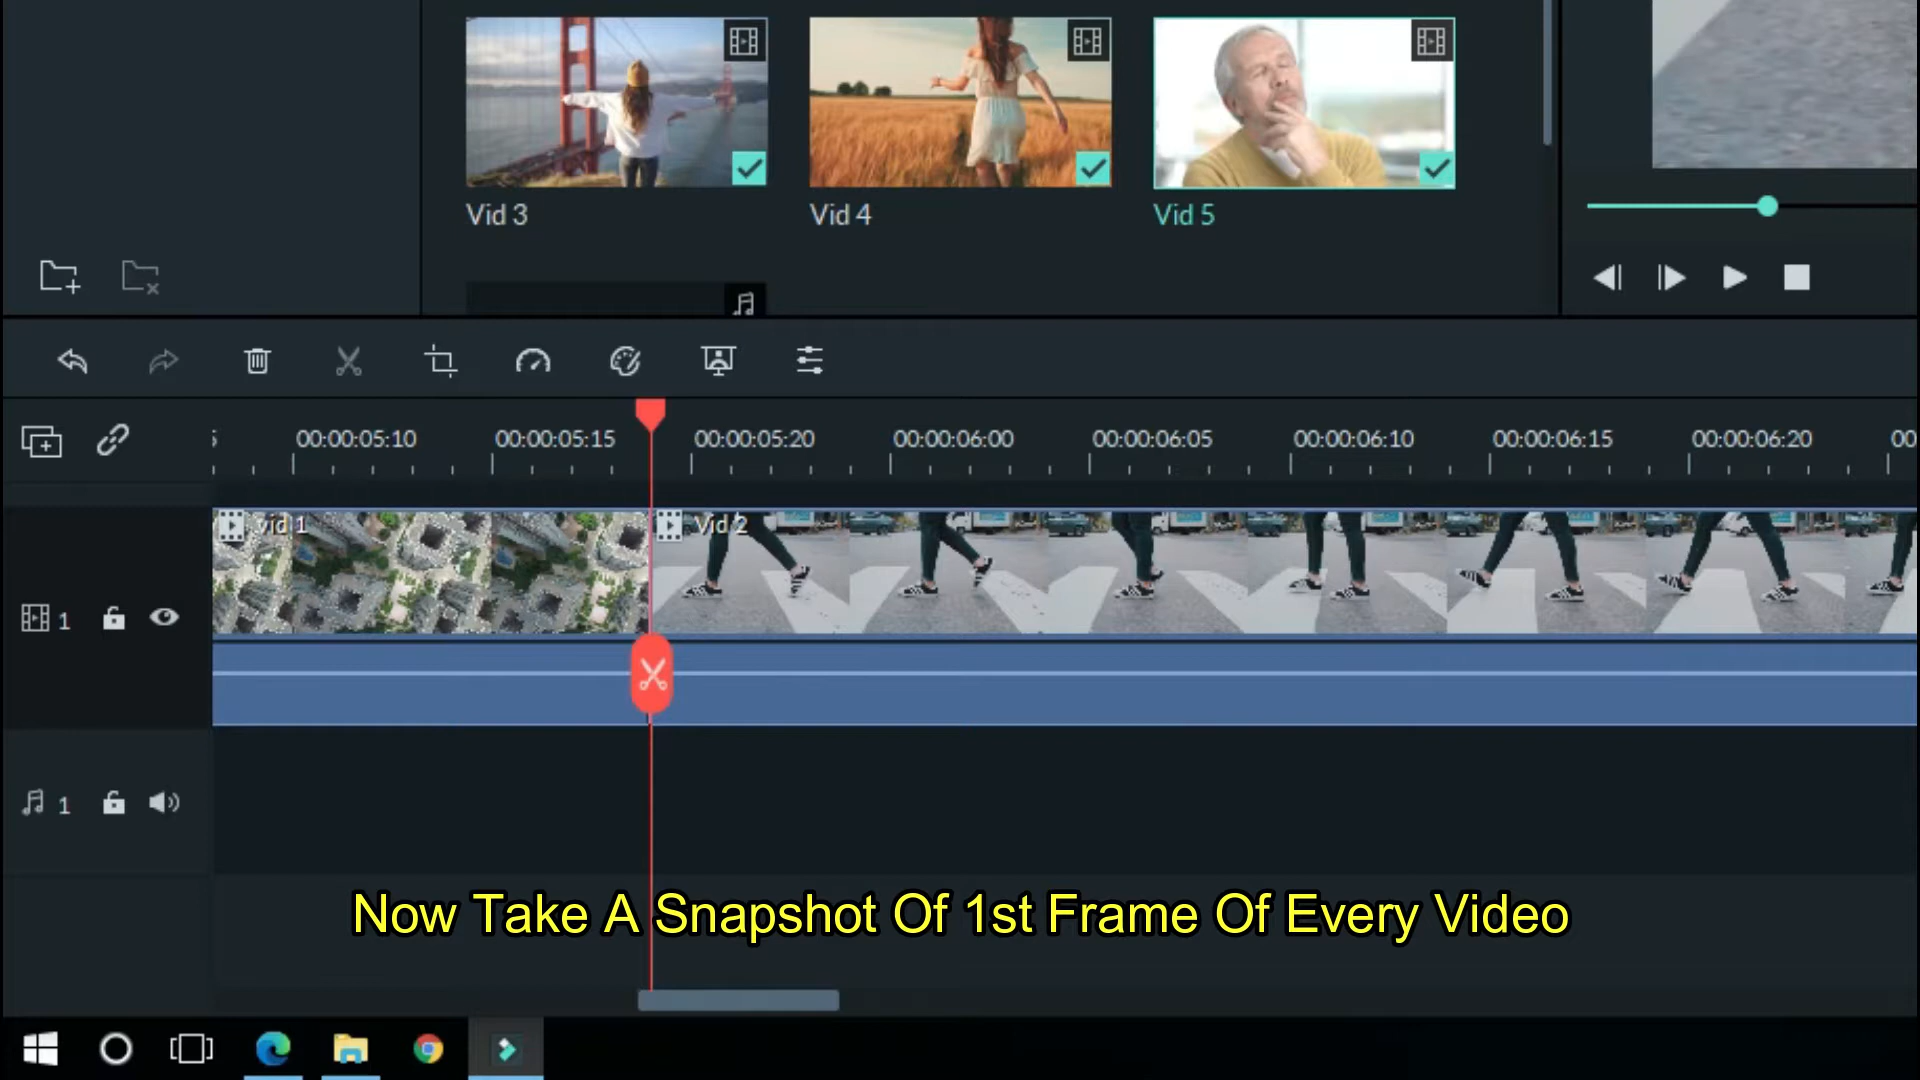 Vid 3
Vid 4
Vid 5
00:00:05:10
00:00:05:15
00:00:05:20
00:00:06:00
00:00:06:05
00:00:06:10
00:00:06:15
00:00:06:20
00
vid 1
Vid 2
1
1
Now Take A Snapshot Of 1st Frame Of Every Video